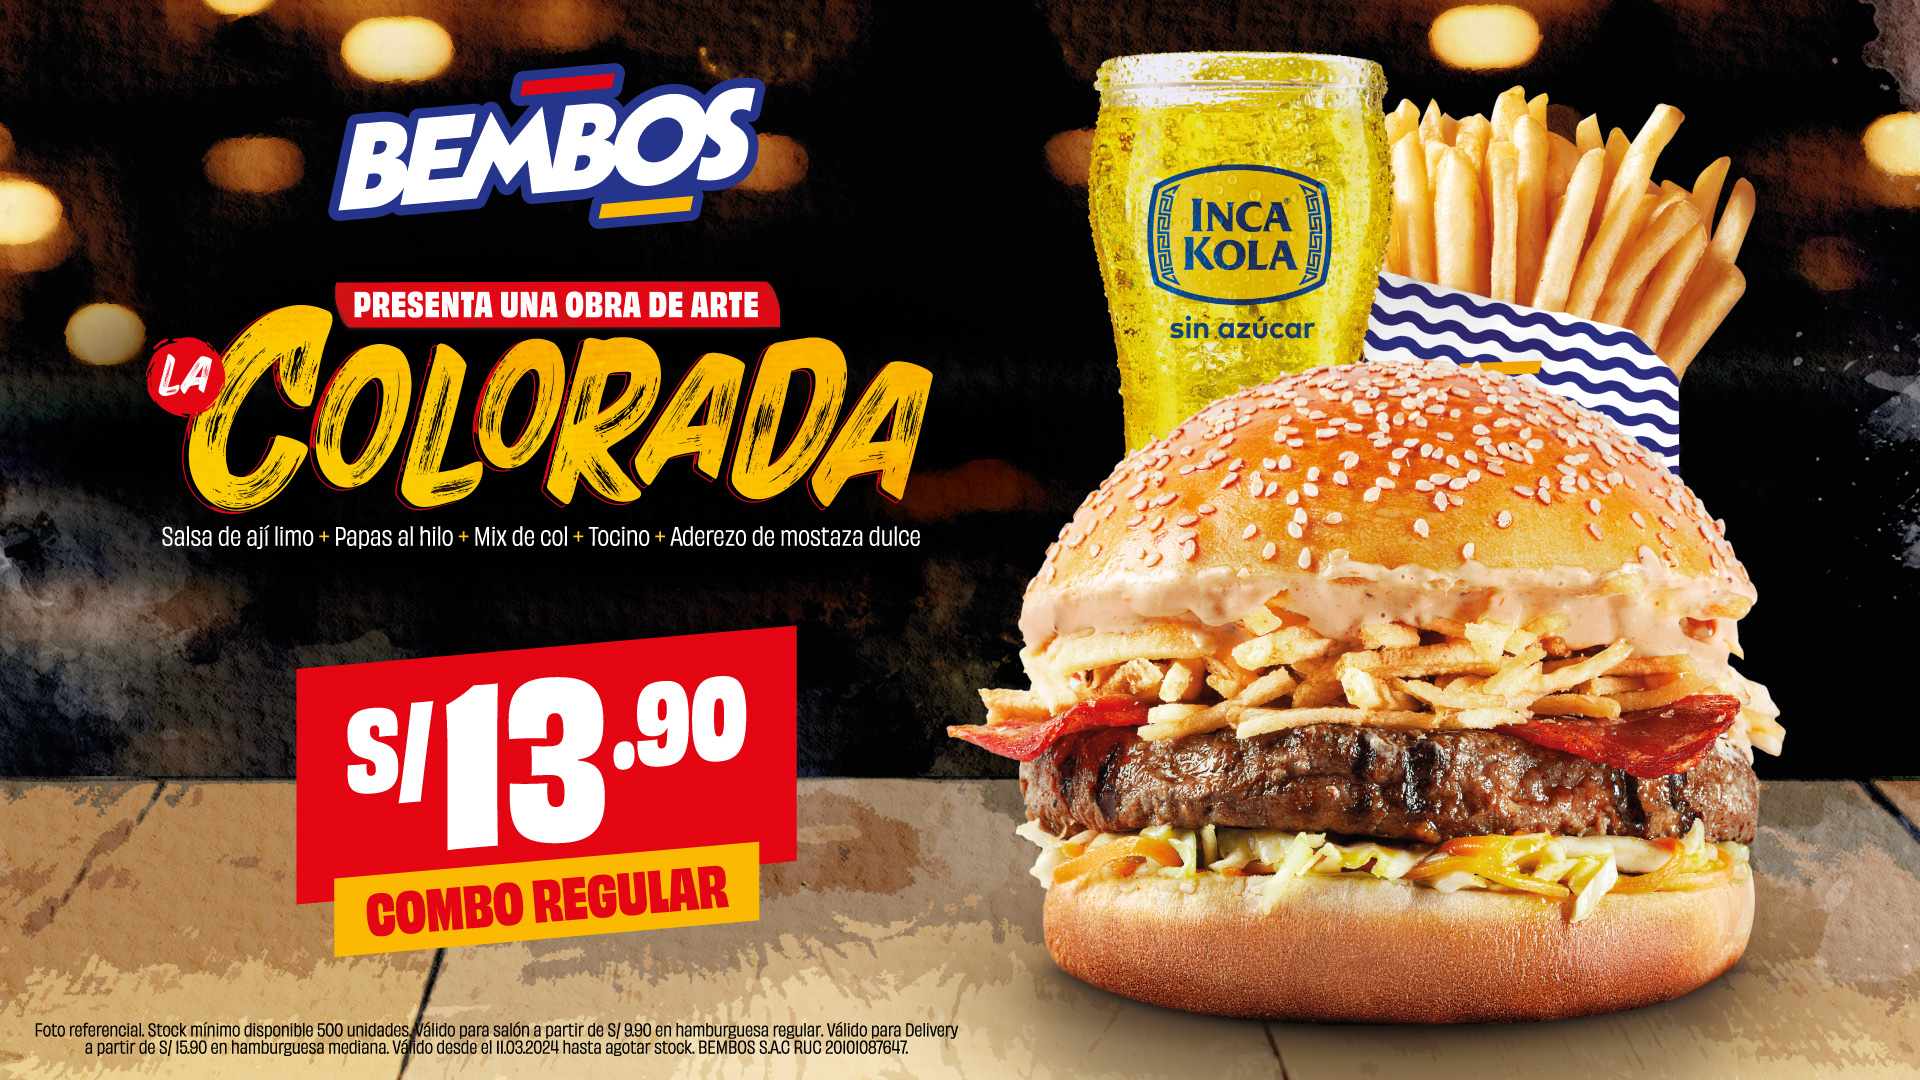 BEMBOS
PRESENTA UNA OBRA DE ARTE
LA COLORADA
Salsa de ají limo + Papas al hilo + Mix de col + Tocino + Aderezo de mostaza dulce
S/13.90
COMBO REGULAR
INCA
KOLA®
sin azúcar
Foto referencial. Stock mínimo disponible 500 unidades. Válido para salón a partir de S/ 9.90 en hamburguesa regular. Válido para Delivery
a partir de S/ 15.90 en hamburguesa mediana. Válido desde el 11.03.2024 hasta agotar stock. BEMBOS S.A.C RUC 20101087647.